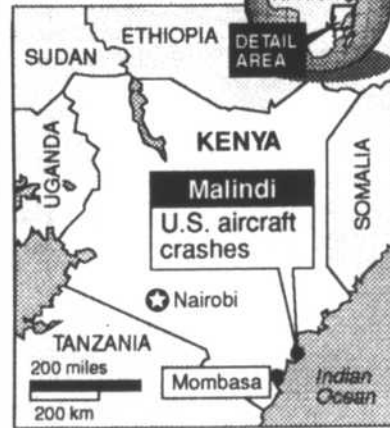 ETHIOPIA
SUDAN
DETAIL
AREA
KENYA
UGANDA
SOMALIA
Malindi
U.S. aircraft
crashes
Nairobi
TANZANIA
200 miles
200 km
Mombasa
Indian
Ocean